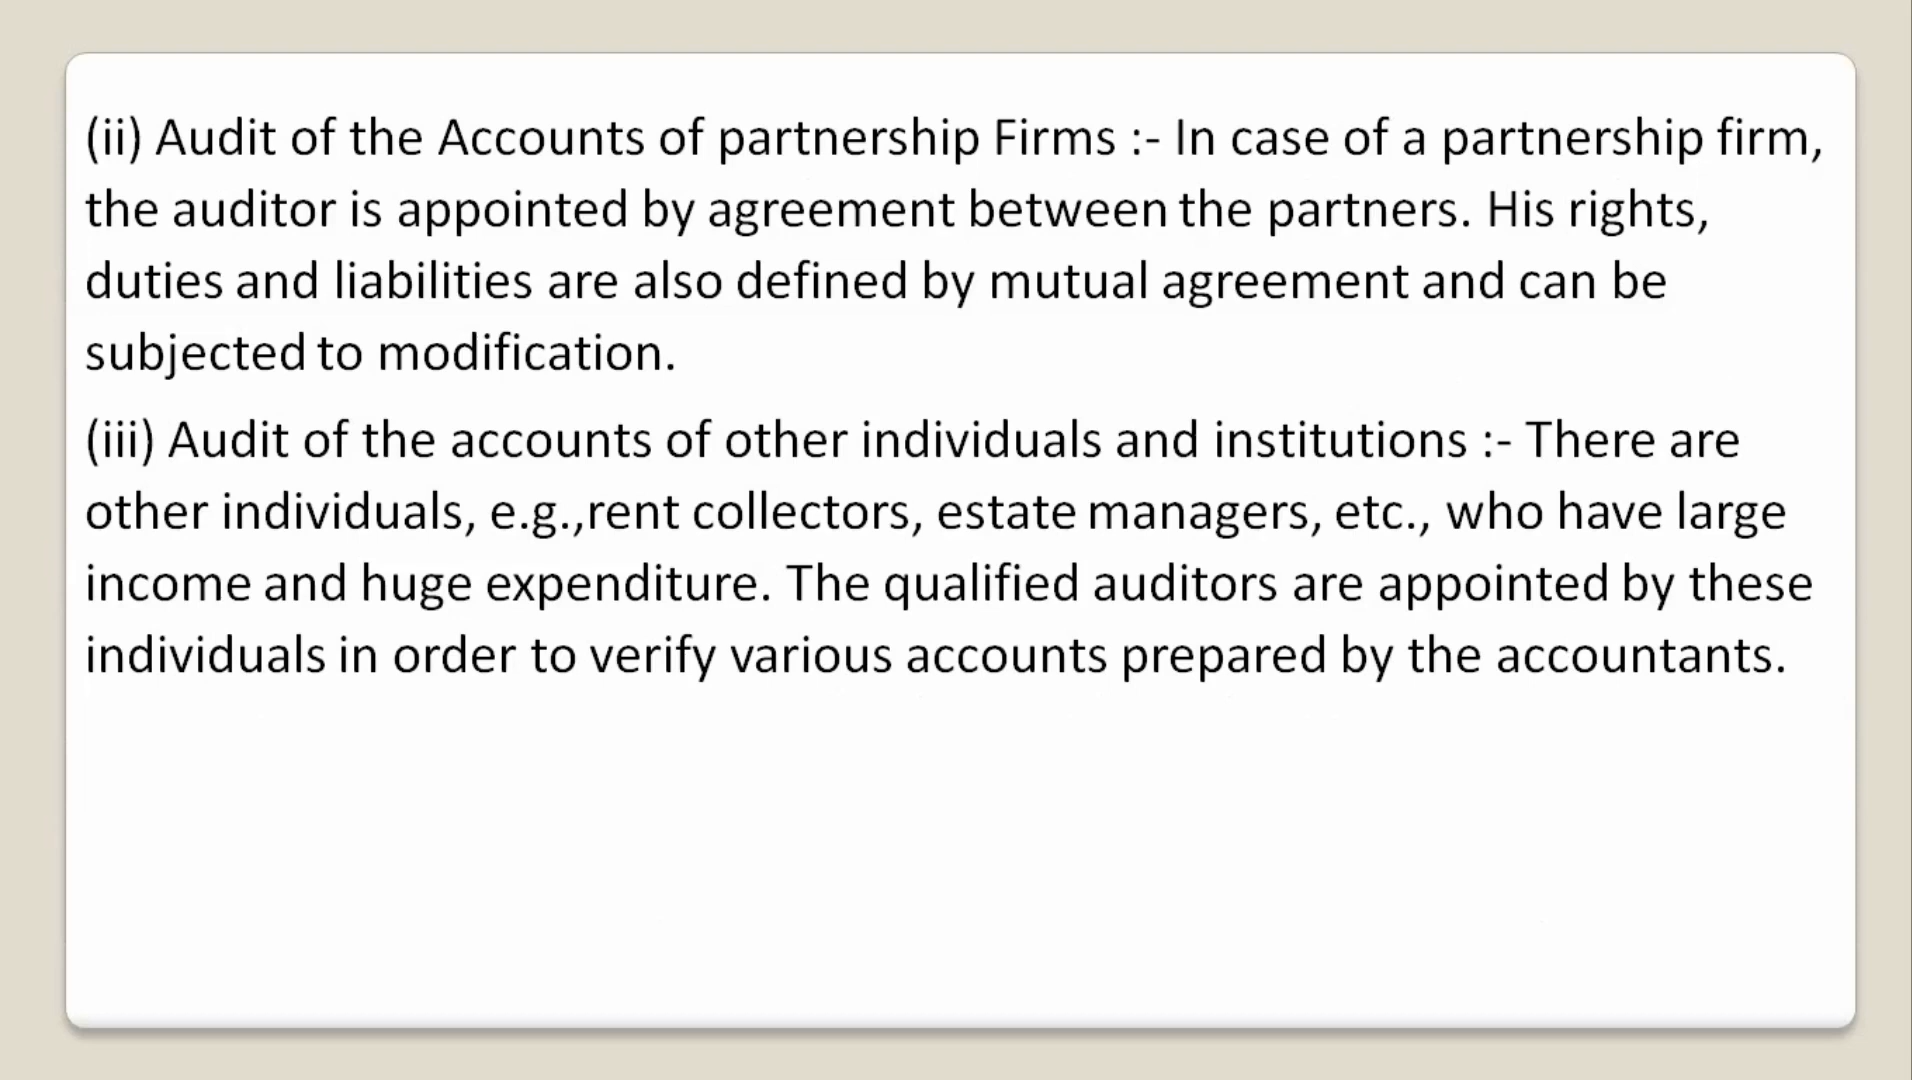 (ii) Audit of the Accounts of partnership Firms :- In case of a partnership firm,
the auditor is appointed by agreement between the partners. His rights,
duties and liabilities are also defined by mutual agreement and can be
subjected to modification.
(iii) Audit of the accounts of other individuals and institutions :- There are
other individuals, e.g.,rent collectors, estate managers, etc., who have large
income and huge expenditure. The qualified auditors are appointed by these
individuals in order to verify various accounts prepared by the accountants.